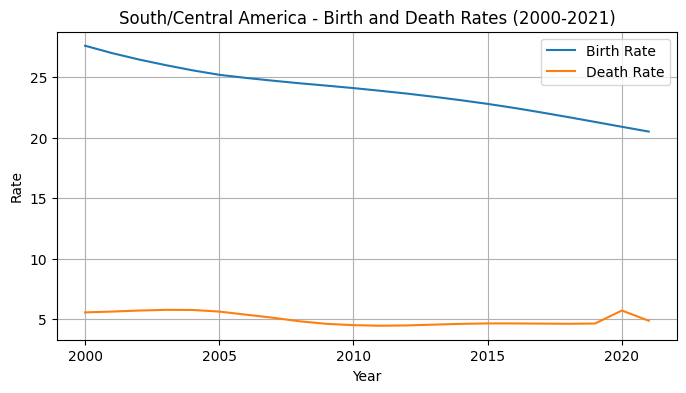 South/Central America - Birth and Death Rates (2000-2021)
Birth Rate
Death Rate
25
20
15
10
5
Rate
2000 2005 2010 2015 2020
Year